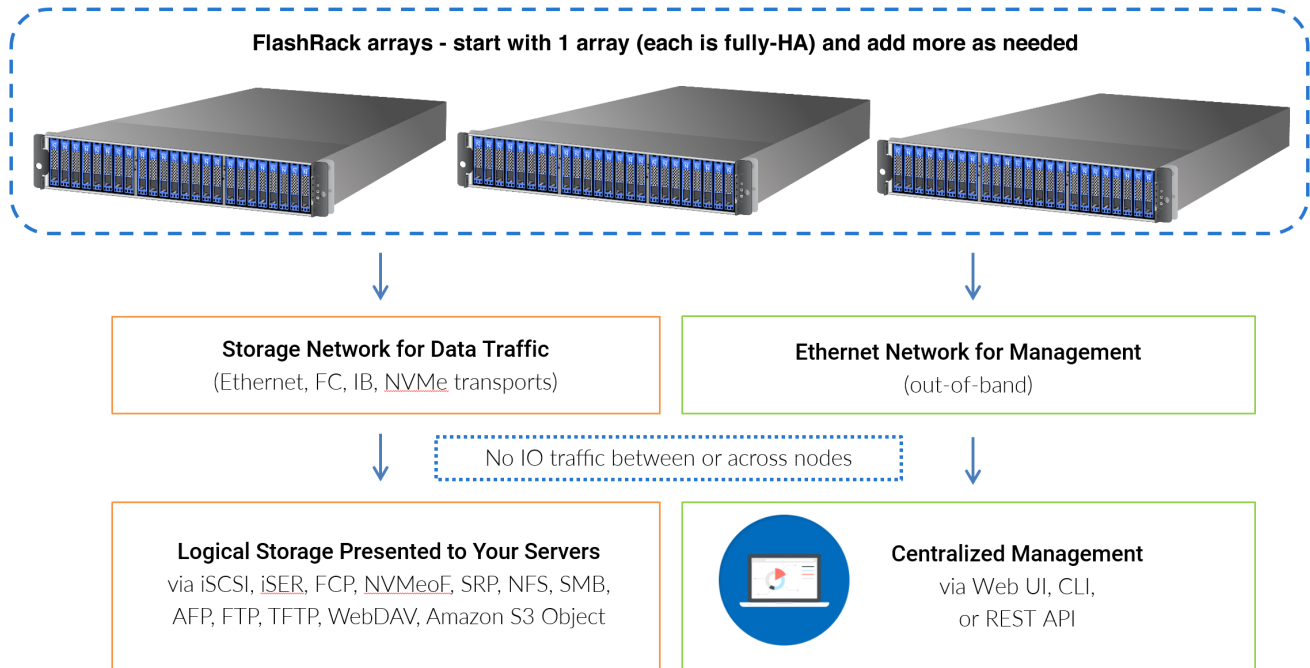 FlashRack arrays - start with 1 array (each is fully-HA) and add more as needed
Storage Network for Data Traffic
(Ethernet, FC, IB, NVMe transports)
Ethernet Network for Management
(out-of-band)
No IO traffic between or across nodes
Logical Storage Presented to Your Servers
via iSCSI, iSER, FCP, NVMeoF, SRP, NFS, SMB,
AFP, FTP, TFTP, WebDAV, Amazon S3 Object
Centralized Management
via Web UI, CLI,
or REST API